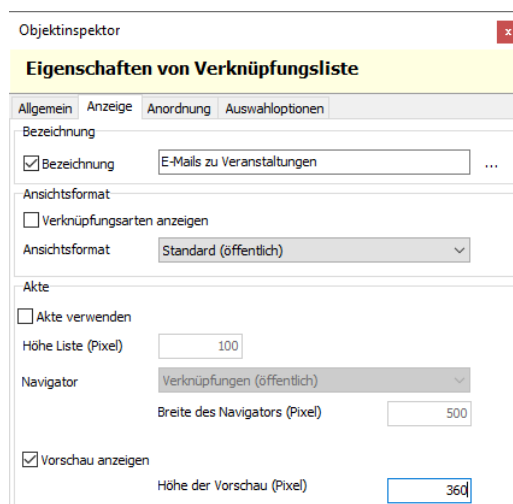 Objektinspektor
x
Eigenschaften von Verknüpfungsliste
Allgemein Anzeige Anordnung Auswahloptionen
Bezeichnung
Bezeichnung E-Mails zu Veranstaltungen ...
Ansichtsformat
Verknüpfungsarten anzeigen
Ansichtsformat Standard (öffentlich)
Akte
Akte verwenden
Höhe Liste (Pixel) 100
Navigator Verknüpfungen (öffentlich)
Breite des Navigators (Pixel) 500
Vorschau anzeigen
Höhe der Vorschau (Pixel) 360